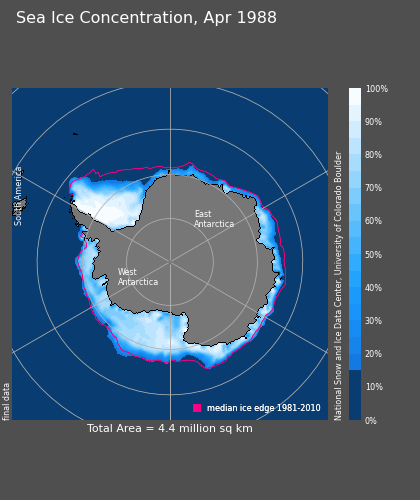 Sea Ice Concentration, Apr 1988
South America
East
Antarctica
West
Antarctica
final data
median ice edge 1981-2010
Total Area = 4.4 million sq km
National Snow and Ice Data Center, University of Colorado Boulder
100%
90%
80%
70%
60%
50%
40%
30%
20%
10%
0%